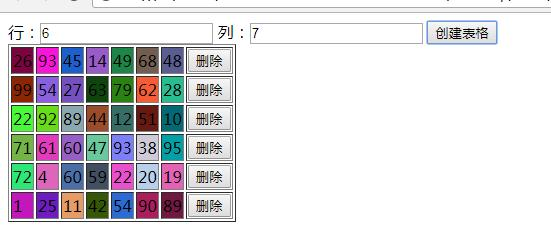 行：6 列：7 创建表格
26 93 45 14 49 68 48 删除
99 54 27 63 79 62 28 删除
22 92 89 44 12 51 10 删除
71 61 60 47 93 38 95 删除
72 4 60 59 22 20 19 删除
1 25 11 42 54 90 89 删除